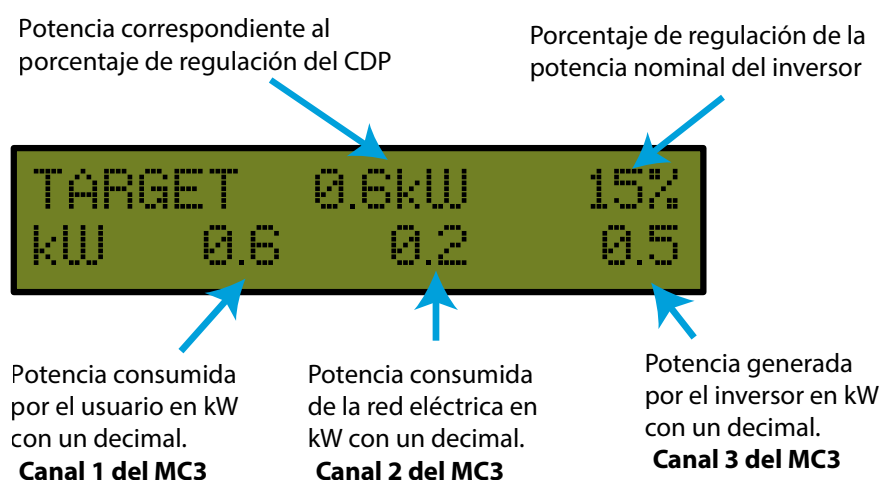 Potencia correspondiente al
porcentaje de regulación del CDP
Porcentaje de regulación de la
potencia nominal del inversor
TARGET 0.6kW 15%
kW 0.6 0.2 0.5
Potencia consumida
por el usuario en kW
con un decimal.
Canal 1 del MC3
Potencia consumida
de la red eléctrica en
kW con un decimal.
Canal 2 del MC3
Potencia generada
por el inversor en kW
con un decimal.
Canal 3 del MC3